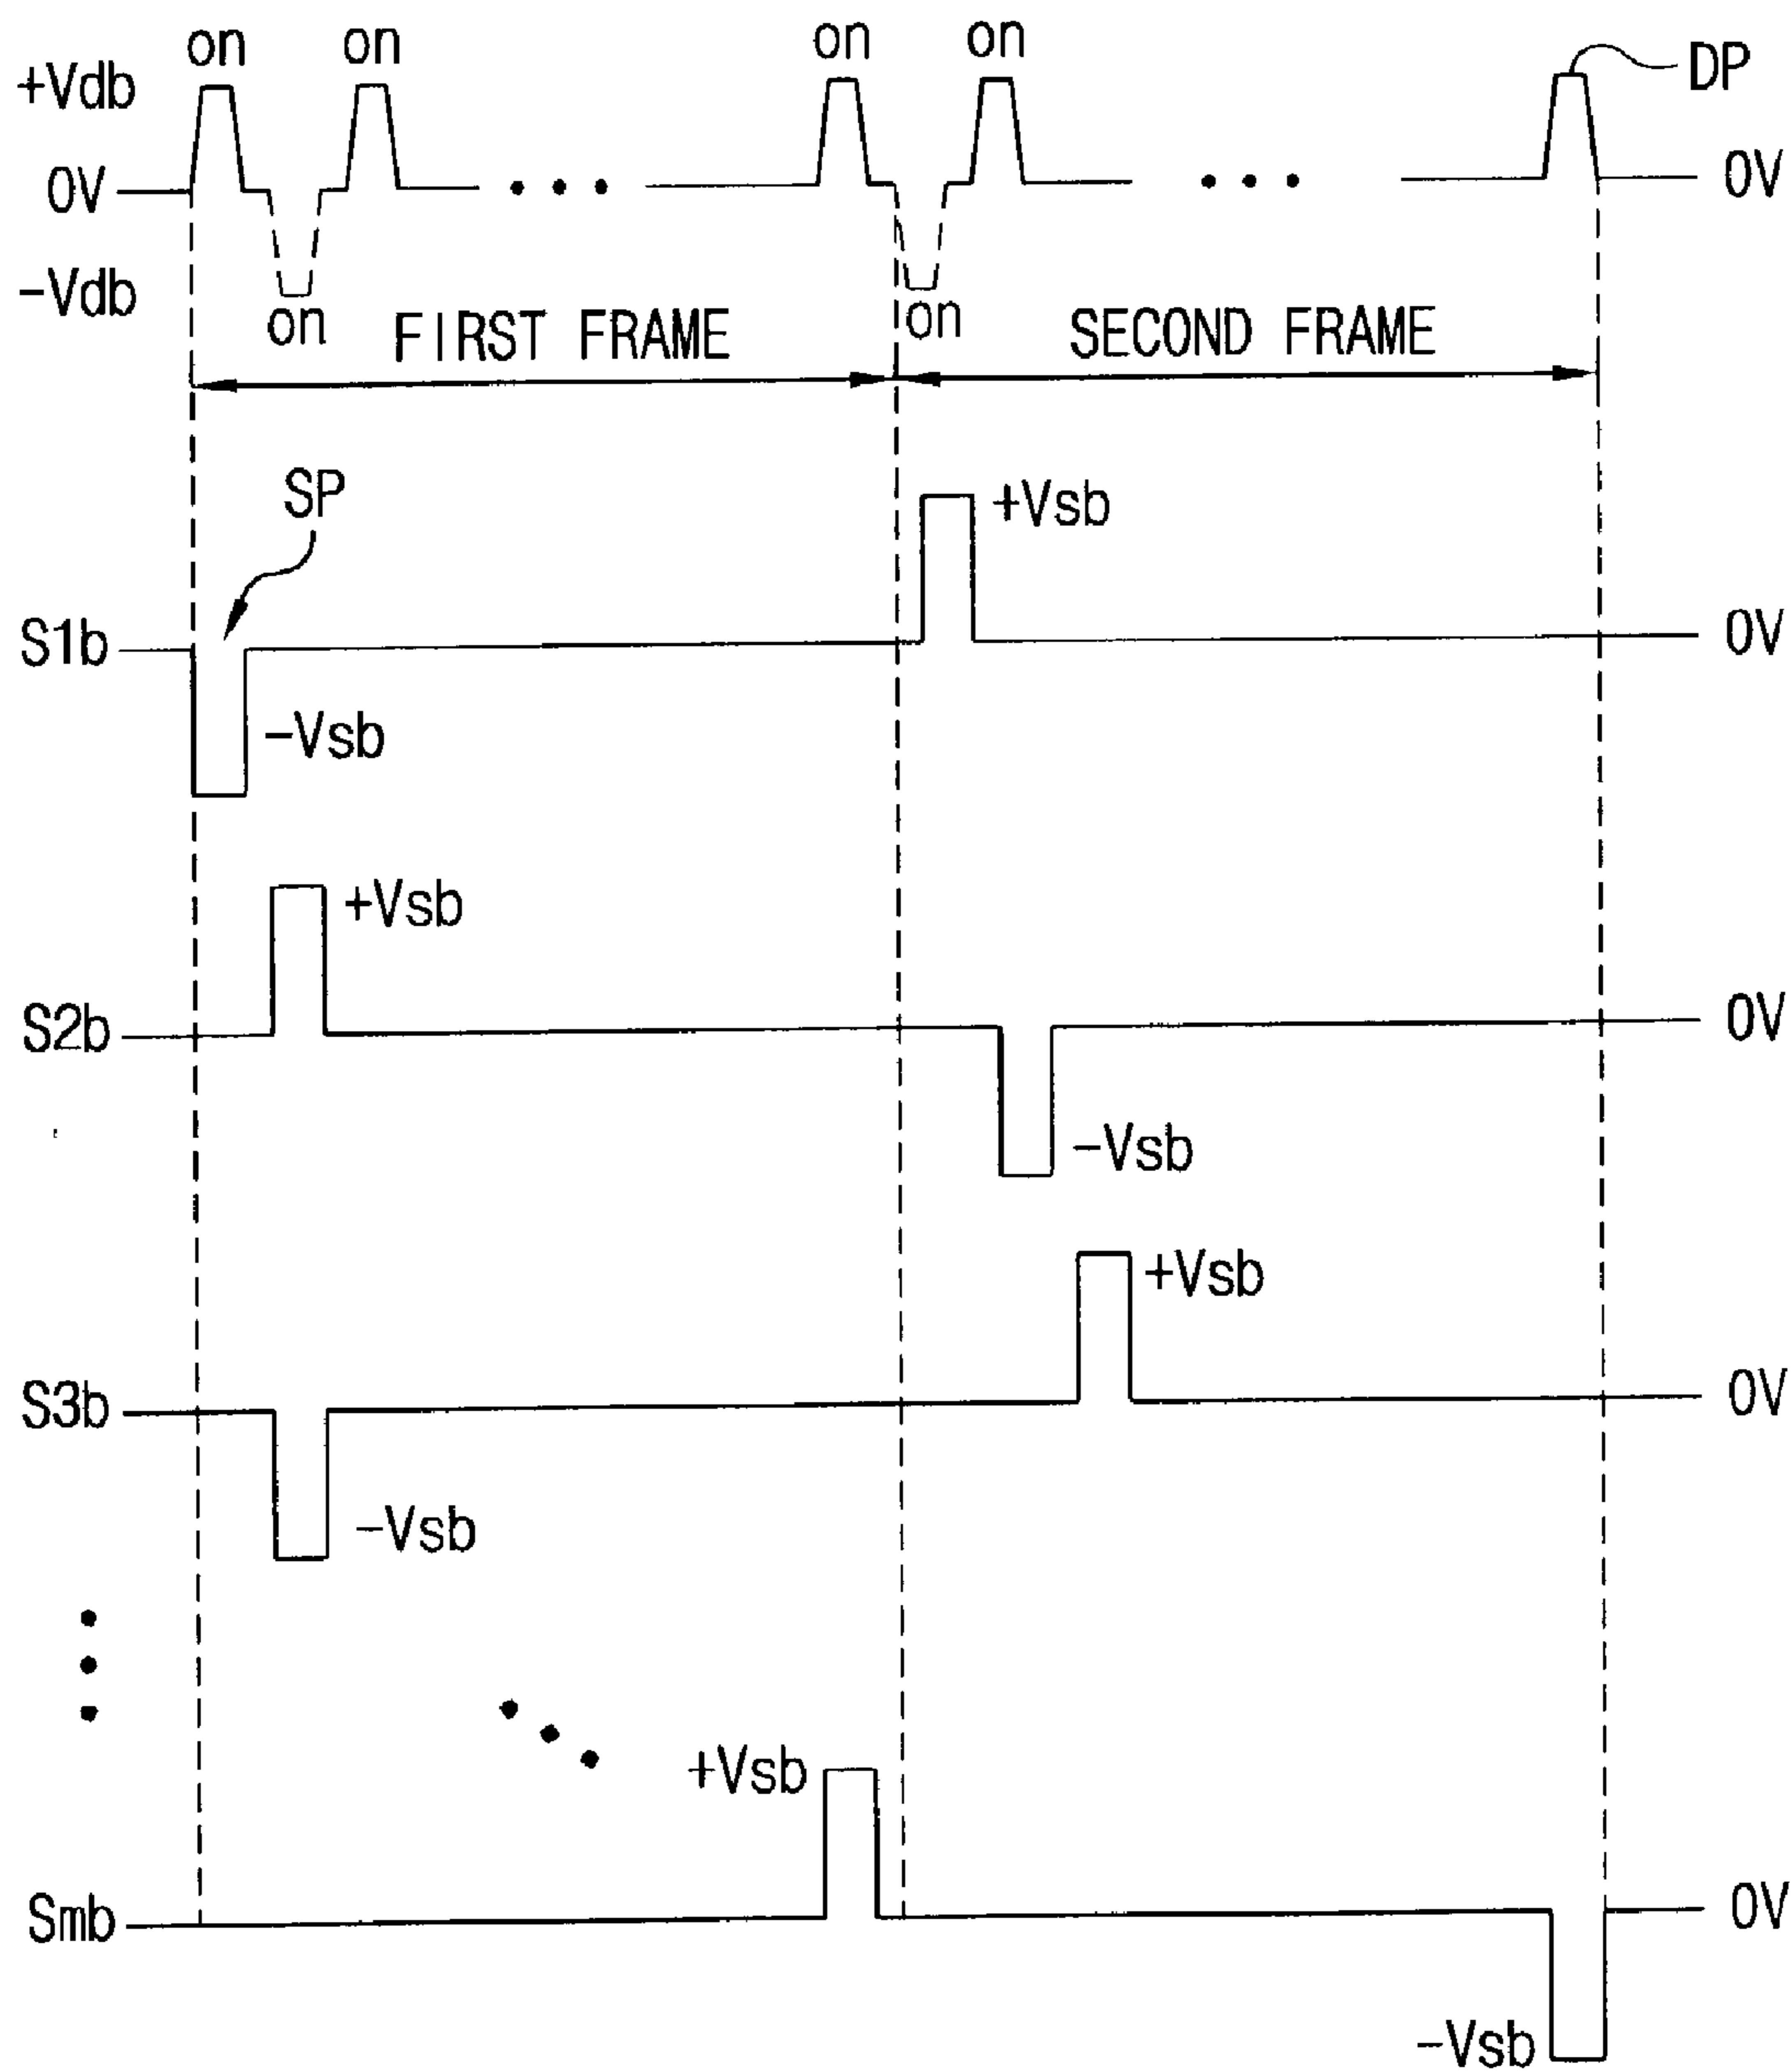 on on on on
+Vdb DP
0V 0V
-Vdb
on on
FIRST FRAME SECOND FRAME
SP
+Vsb
S1b 0V
-Vsb
+Vsb
S2b 0V
-Vsb
+Vsb
S3b 0V
-Vsb
+Vsb
Smb 0V
-Vsb